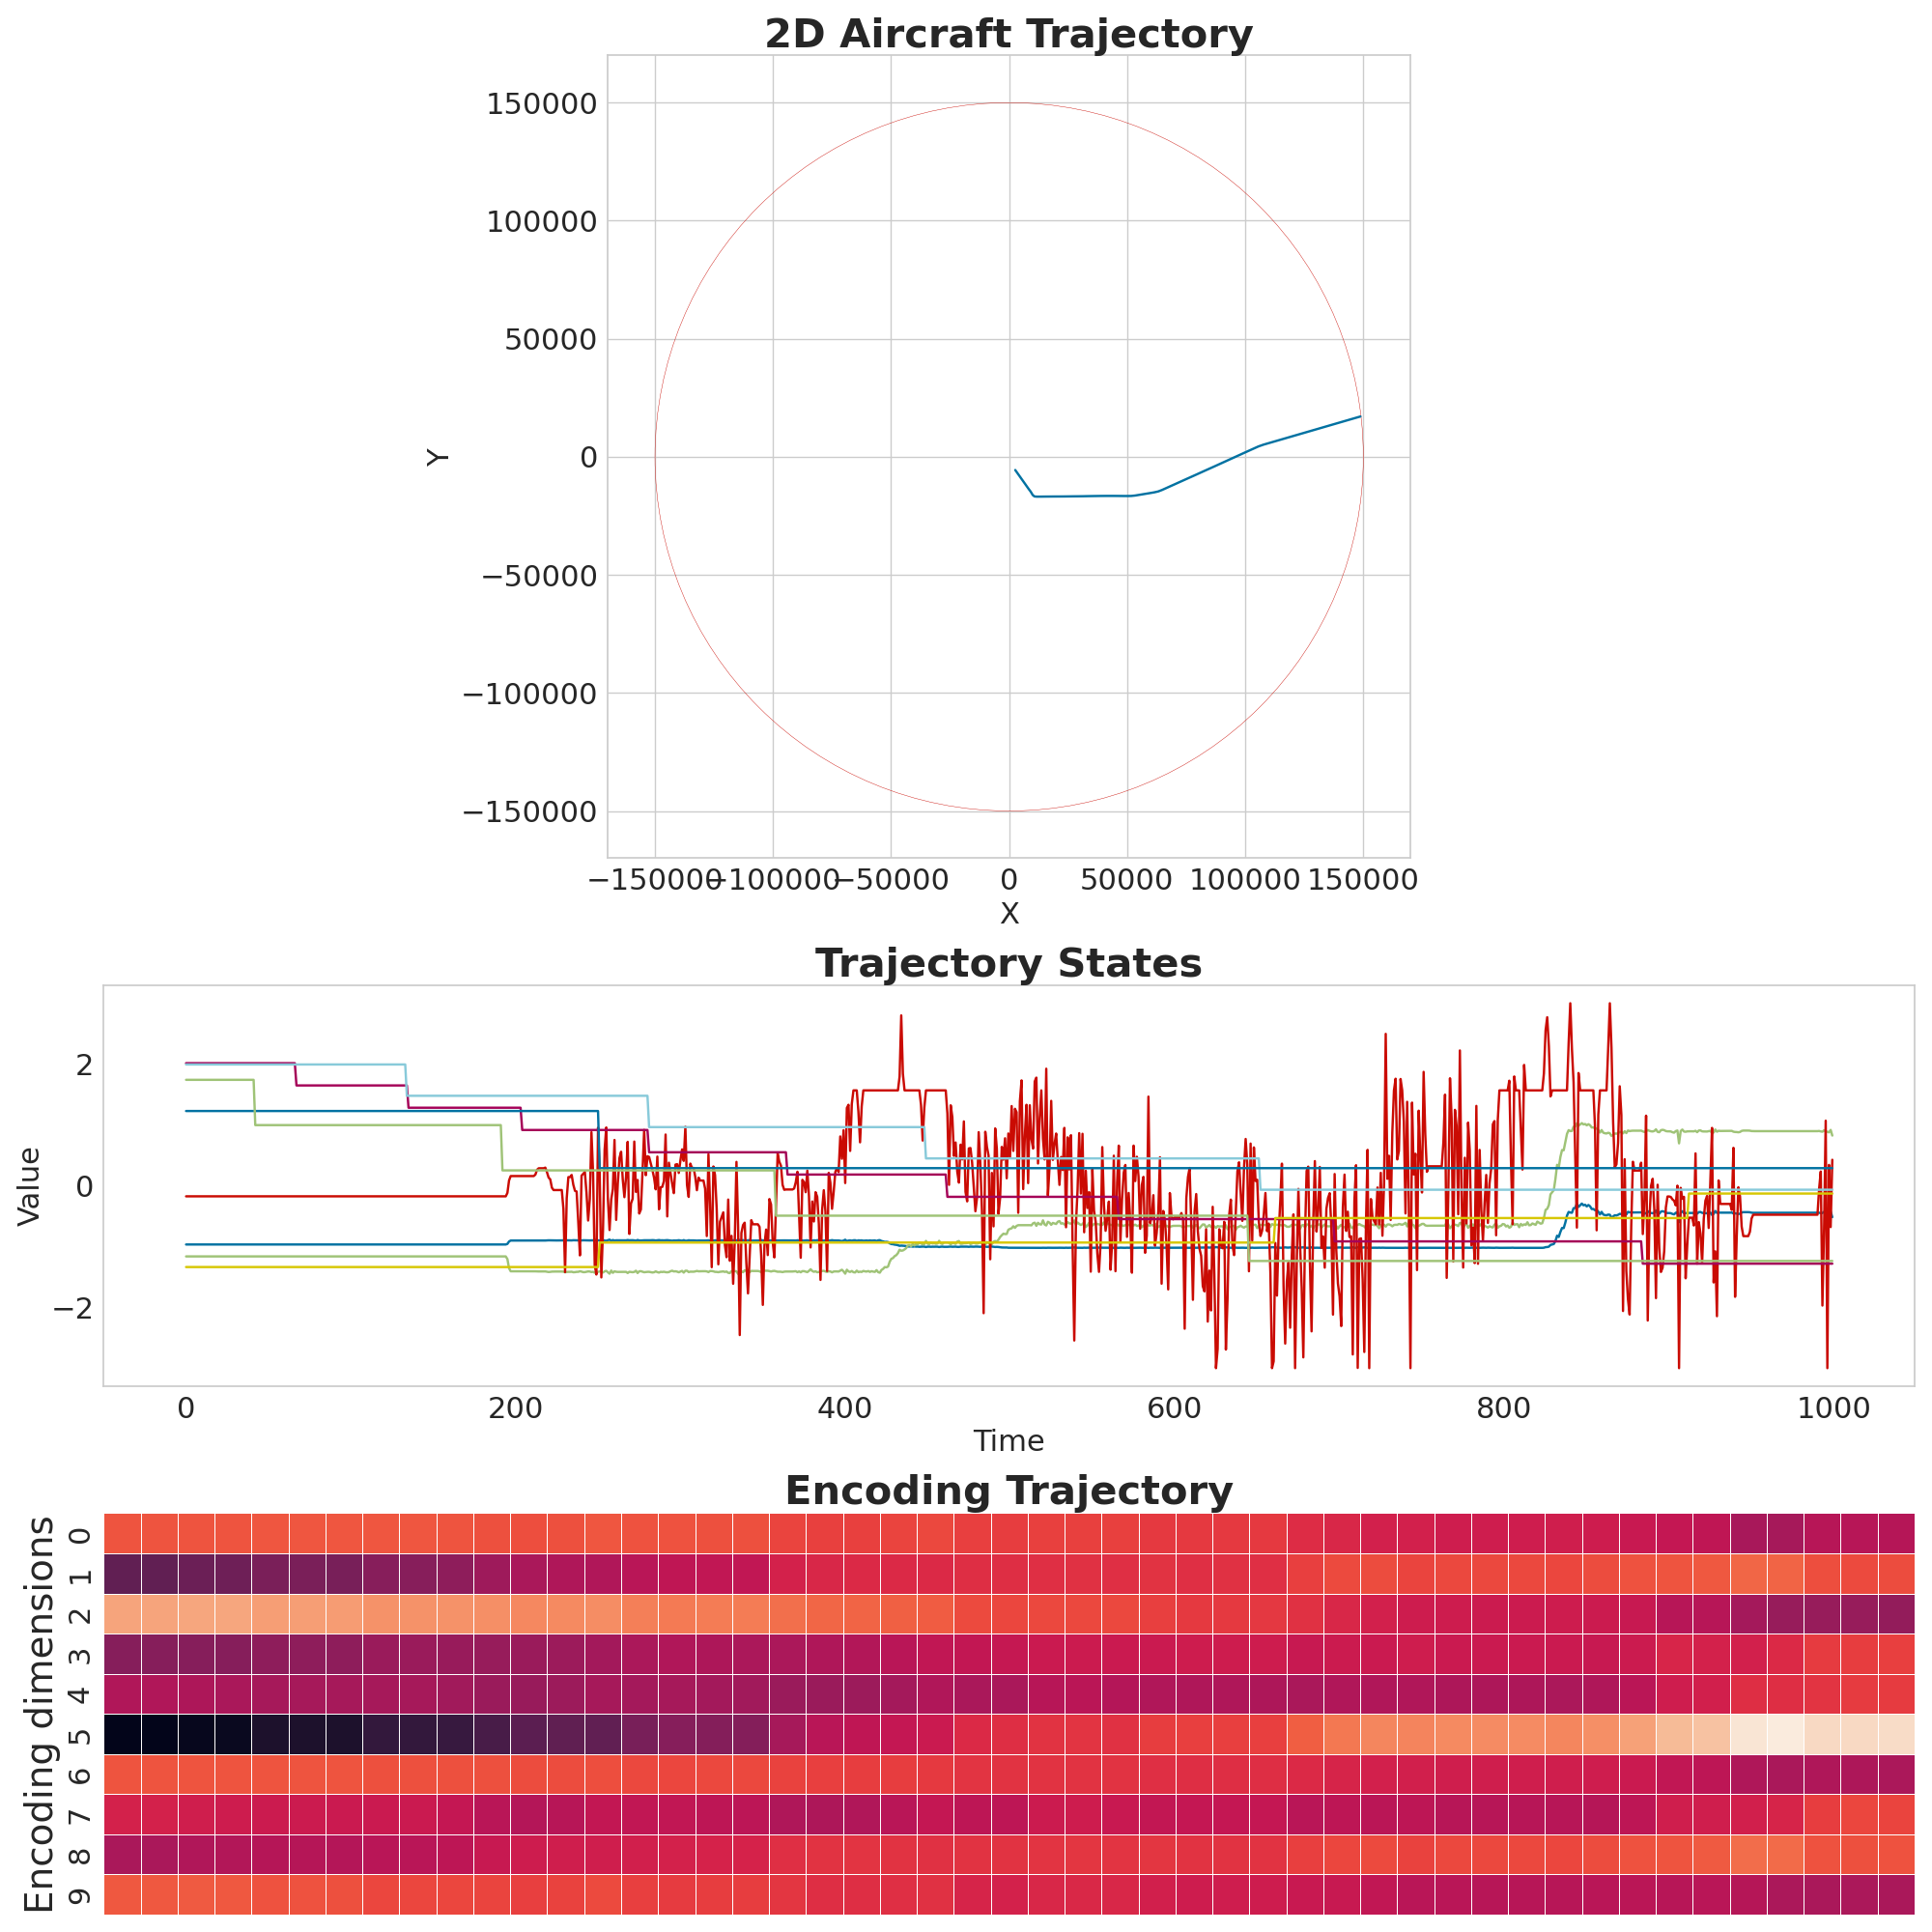 2D Aircraft Trajectory
150000
100000
50000
0
−50000
−100000
−150000
Y
−150000 −100000 −50000 0 50000 100000 150000
X
Trajectory States
2
0
−2
Value
0 200 400 600 800 1000
Time
Encoding Trajectory
Encoding dimensions
0
1
2
3
4
5
6
7
8
9